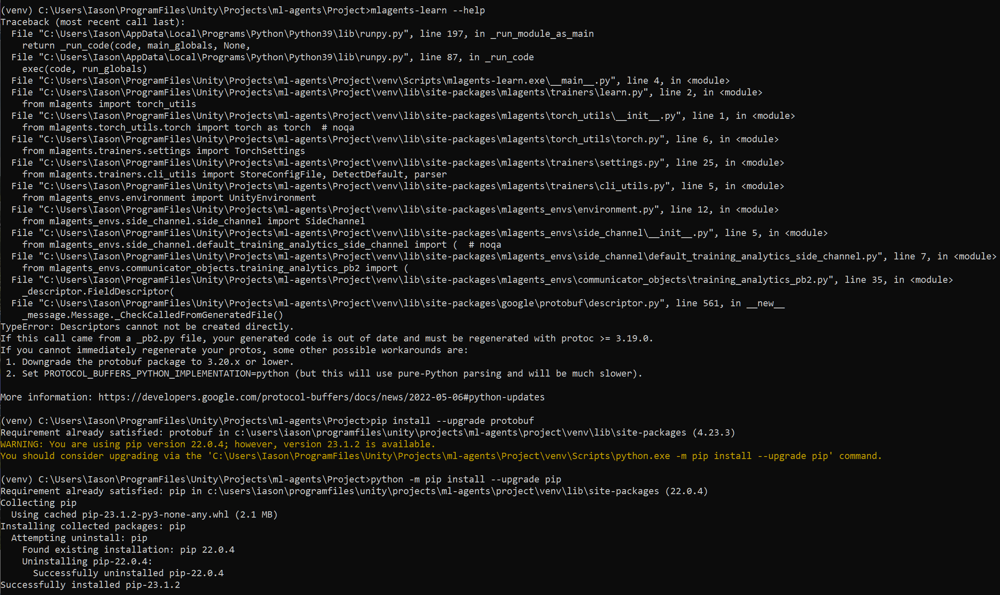 (venv) C:\Users\Iason\ProgramFiles\Unity\Projects\ml-agents\Project>mlagents-learn --help
Traceback (most recent call last):
  File "C:\Users\Iason\AppData\Local\Programs\Python\Python39\lib\runpy.py", line 197, in _run_module_as_main
    return _run_code(code, main_globals, None,
  File "C:\Users\Iason\AppData\Local\Programs\Python\Python39\lib\runpy.py", line 87, in _run_code
    exec(code, run_globals)
  File "C:\Users\Iason\ProgramFiles\Unity\Projects\ml-agents\Project\venv\Scripts\mlagents-learn.exe\__main__.py", line 4, in <module>
  File "C:\Users\Iason\ProgramFiles\Unity\Projects\ml-agents\Project\venv\lib\site-packages\mlagents\trainers\learn.py", line 2, in <module>
    from mlagents import torch_utils
  File "C:\Users\Iason\ProgramFiles\Unity\Projects\ml-agents\Project\venv\lib\site-packages\mlagents\torch_utils\__init__.py", line 1, in <module>
    from mlagents.torch_utils.torch import torch as torch  # noqa
  File "C:\Users\Iason\ProgramFiles\Unity\Projects\ml-agents\Project\venv\lib\site-packages\mlagents\torch_utils\torch.py", line 6, in <module>
    from mlagents.trainers.settings import TorchSettings
  File "C:\Users\Iason\ProgramFiles\Unity\Projects\ml-agents\Project\venv\lib\site-packages\mlagents\trainers\settings.py", line 25, in <module>
    from mlagents.trainers.cli_utils import StoreConfigFile, DetectDefault, parser
  File "C:\Users\Iason\ProgramFiles\Unity\Projects\ml-agents\Project\venv\lib\site-packages\mlagents\trainers\cli_utils.py", line 5, in <module>
    from mlagents_envs.environment import UnityEnvironment
  File "C:\Users\Iason\ProgramFiles\Unity\Projects\ml-agents\Project\venv\lib\site-packages\mlagents_envs\environment.py", line 12, in <module>
    from mlagents_envs.side_channel.side_channel import SideChannel
  File "C:\Users\Iason\ProgramFiles\Unity\Projects\ml-agents\Project\venv\lib\site-packages\mlagents_envs\side_channel\__init__.py", line 5, in <module>
    from mlagents_envs.side_channel.default_training_analytics_side_channel import (  # noqa
  File "C:\Users\Iason\ProgramFiles\Unity\Projects\ml-agents\Project\venv\lib\site-packages\mlagents_envs\side_channel\default_training_analytics_side_channel.py", line 7, in <module>
    from mlagents_envs.communicator_objects.training_analytics_pb2 import (
  File "C:\Users\Iason\ProgramFiles\Unity\Projects\ml-agents\Project\venv\lib\site-packages\mlagents_envs\communicator_objects\training_analytics_pb2.py", line 35, in <module>
    _descriptor.FieldDescriptor(
  File "C:\Users\Iason\ProgramFiles\Unity\Projects\ml-agents\Project\venv\lib\site-packages\google\protobuf\descriptor.py", line 561, in __new__
    _message.Message._CheckCalledFromGeneratedFile()
TypeError: Descriptors cannot not be created directly.
If this call came from a _pb2.py file, your generated code is out of date and must be regenerated with protoc >= 3.19.0.
If you cannot immediately regenerate your protos, some other possible workarounds are:
 1. Downgrade the protobuf package to 3.20.x or lower.
 2. Set PROTOCOL_BUFFERS_PYTHON_IMPLEMENTATION=python (but this will use pure-Python parsing and will be much slower).

More information: https://developers.google.com/protocol-buffers/docs/news/2022-05-06#python-updates

(venv) C:\Users\Iason\ProgramFiles\Unity\Projects\ml-agents\Project>pip install --upgrade protobuf
Requirement already satisfied: protobuf in c:\users\iason\programfiles\unity\projects\ml-agents\project\venv\lib\site-packages (4.23.3)
WARNING: You are using pip version 22.0.4; however, version 23.1.2 is available.
You should consider upgrading via the 'C:\Users\Iason\ProgramFiles\Unity\Projects\ml-agents\Project\venv\Scripts\python.exe -m pip install --upgrade pip' command.

(venv) C:\Users\Iason\ProgramFiles\Unity\Projects\ml-agents\Project>python -m pip install --upgrade pip
Requirement already satisfied: pip in c:\users\iason\programfiles\unity\projects\ml-agents\project\venv\lib\site-packages (22.0.4)
Collecting pip
  Using cached pip-23.1.2-py3-none-any.whl (2.1 MB)
Installing collected packages: pip
  Attempting uninstall: pip
    Found existing installation: pip 22.0.4
    Uninstalling pip-22.0.4:
      Successfully uninstalled pip-22.0.4
Successfully installed pip-23.1.2